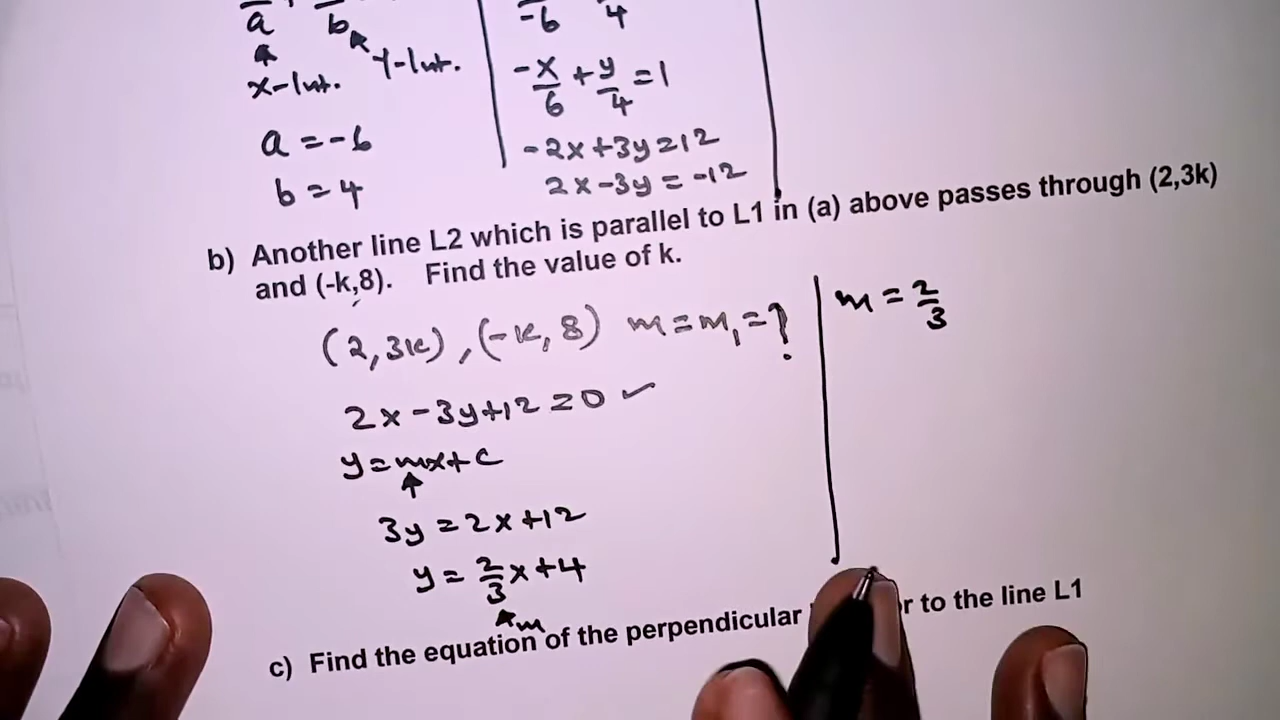 a b
x-Int. Y-Int.
a = -6
b = 4
-6 4
-x/6 + y/4 = 1
-2x+3y=12
2x-3y=-12
b) Another line L2 which is parallel to L1 in (a) above passes through (2,3k)
and (-k,8). Find the value of k.
(2,3k), (-k,8) m=m₁=?
2x-3y+12=0 ✓
y=mx+c
3y=2x+12
y=2/3x+4
m
m=2/3
c) Find the equation of the perpendicular to the line L1